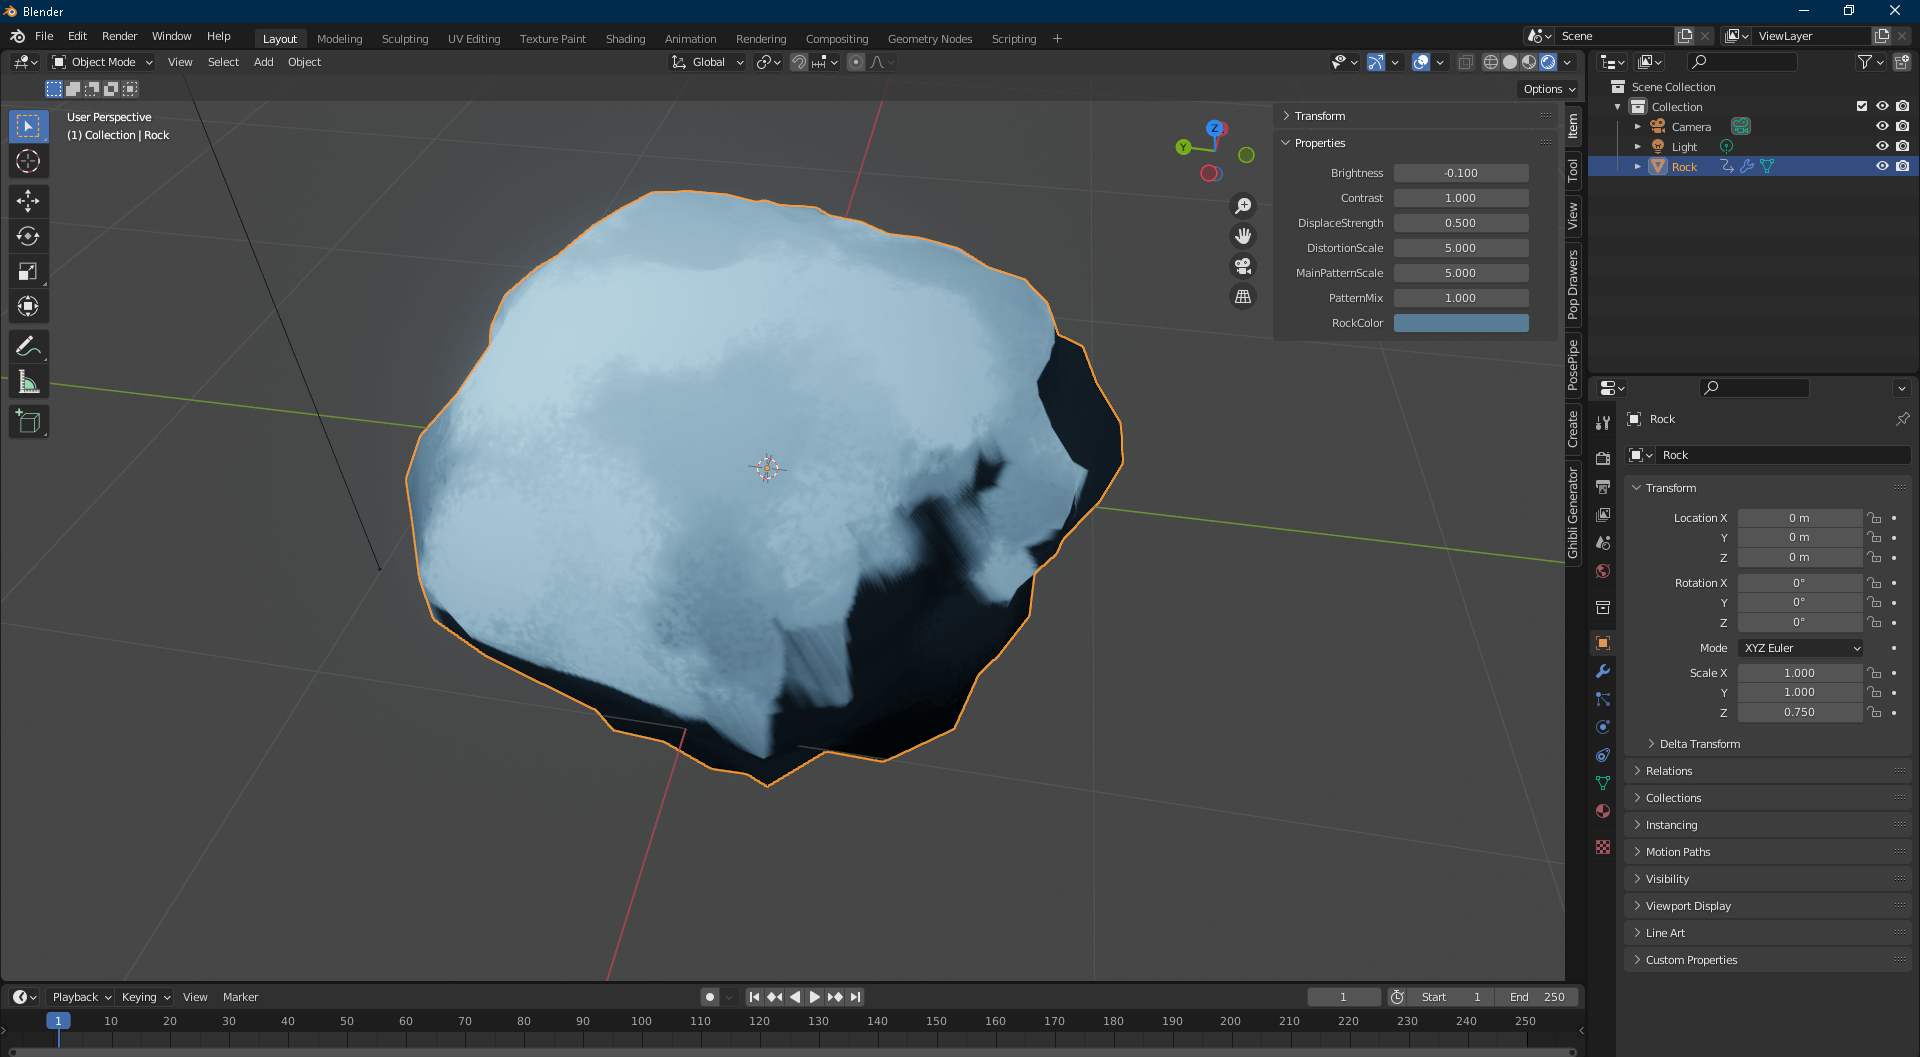 Blender
File Edit Render Window Help Layout Modeling Sculpting UV Editing Texture Paint Shading Animation Rendering Compositing Geometry Nodes Scripting + Scene ViewLayer
Object Mode View Select Add Object Global
Options
User Perspective
(1) Collection | Rock
Transform
Properties
Brightness -0.100
Contrast 1.000
DisplaceStrength 0.500
DistortionScale 5.000
MainPatternScale 5.000
PatternMix 1.000
RockColor
Z
Y
Item
Tool
View
Pop Drawers
PosePipe
Create
Ghibli Generator
Scene Collection
Collection
Camera
Light
Rock
Rock
Rock
Transform
Location X 0 m
Y 0 m
Z 0 m
Rotation X 0°
Y 0°
Z 0°
Mode XYZ Euler
Scale X 1.000
Y 1.000
Z 0.750
Delta Transform
Relations
Collections
Instancing
Motion Paths
Visibility
Viewport Display
Line Art
Custom Properties
Playback Keying View Marker 1 Start 1 End 250
1 10 20 30 40 50 60 70 80 90 100 110 120 130 140 150 160 170 180 190 200 210 220 230 240 250